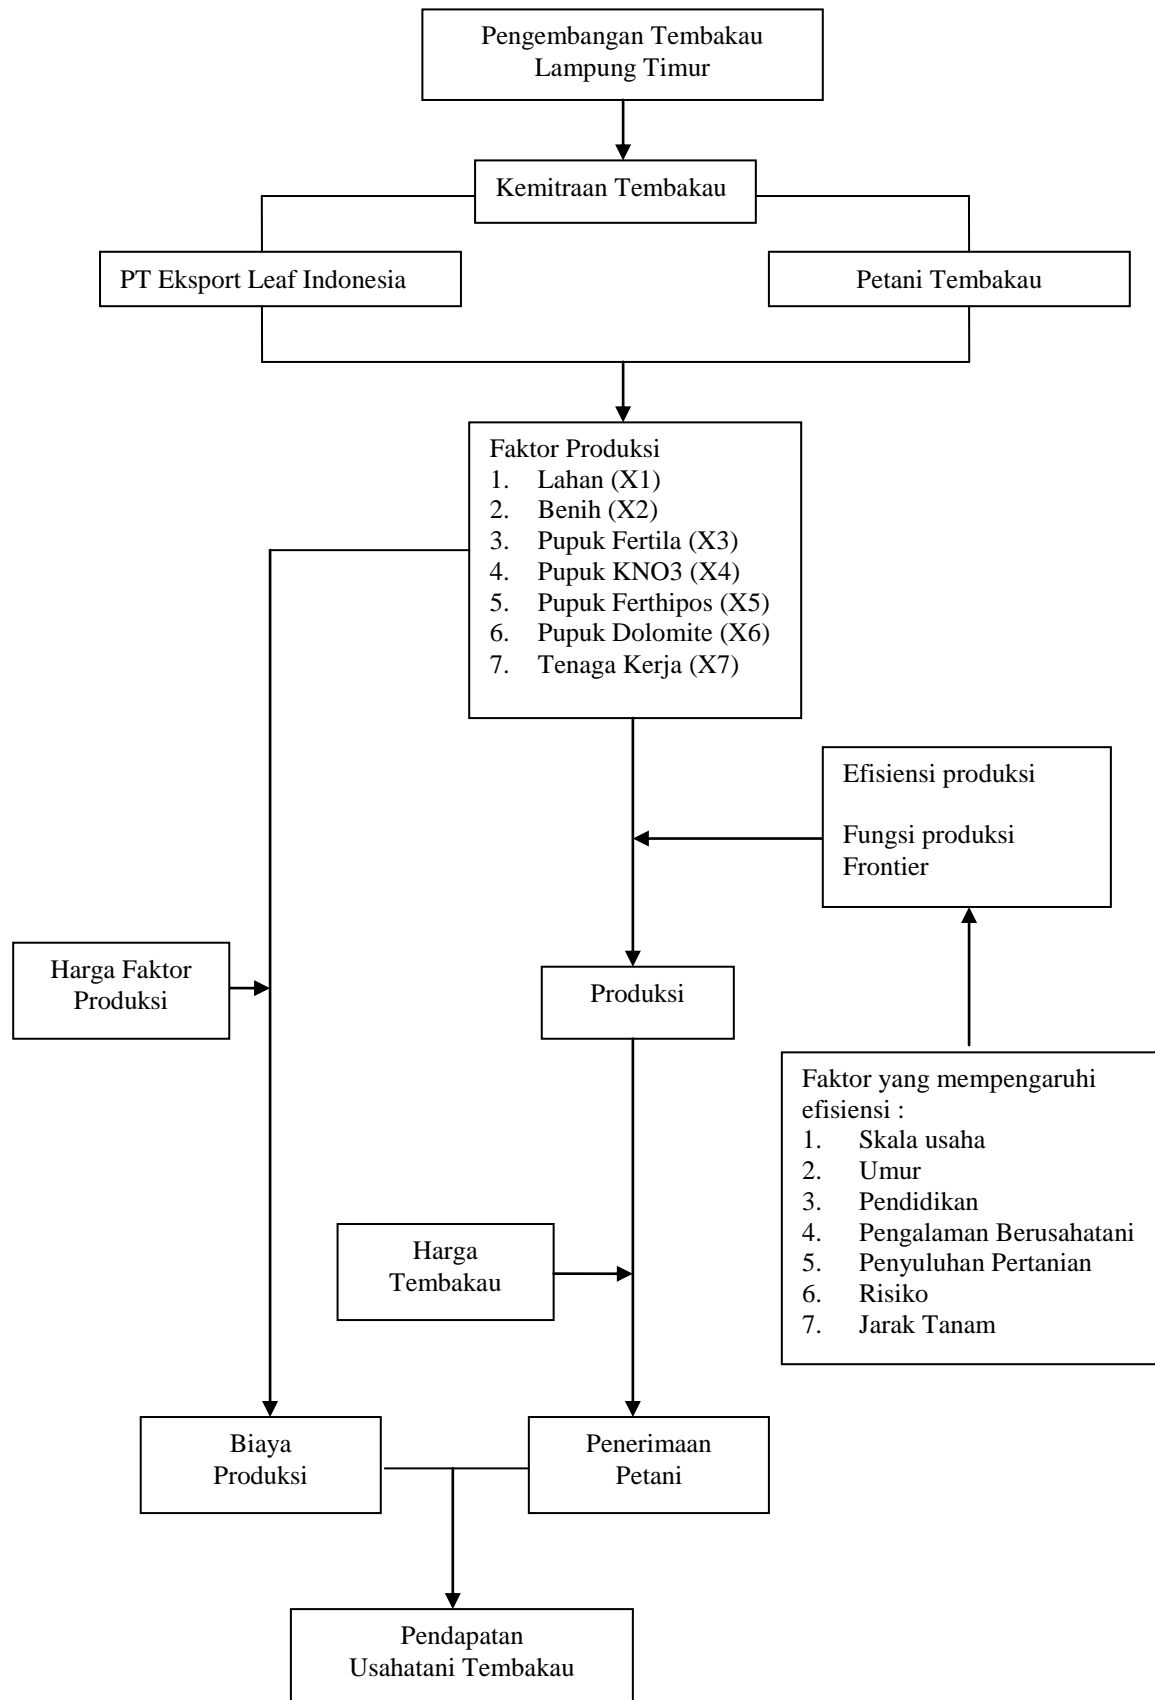 Pengembangan Tembakau
Lampung Timur
Kemitraan Tembakau
PT Eksport Leaf Indonesia
Petani Tembakau
Faktor Produksi
1. Lahan (X1)
2. Benih (X2)
3. Pupuk Fertila (X3)
4. Pupuk KNO3 (X4)
5. Pupuk Ferthipos (X5)
6. Pupuk Dolomite (X6)
7. Tenaga Kerja (X7)
Efisiensi produksi
Fungsi produksi
Frontier
Harga Faktor
Produksi
Produksi
Faktor yang mempengaruhi
efisiensi :
1. Skala usaha
2. Umur
3. Pendidikan
4. Pengalaman Berusahatani
5. Penyuluhan Pertanian
6. Risiko
7. Jarak Tanam
Harga
Tembakau
Biaya
Produksi
Penerimaan
Petani
Pendapatan
Usahatani Tembakau